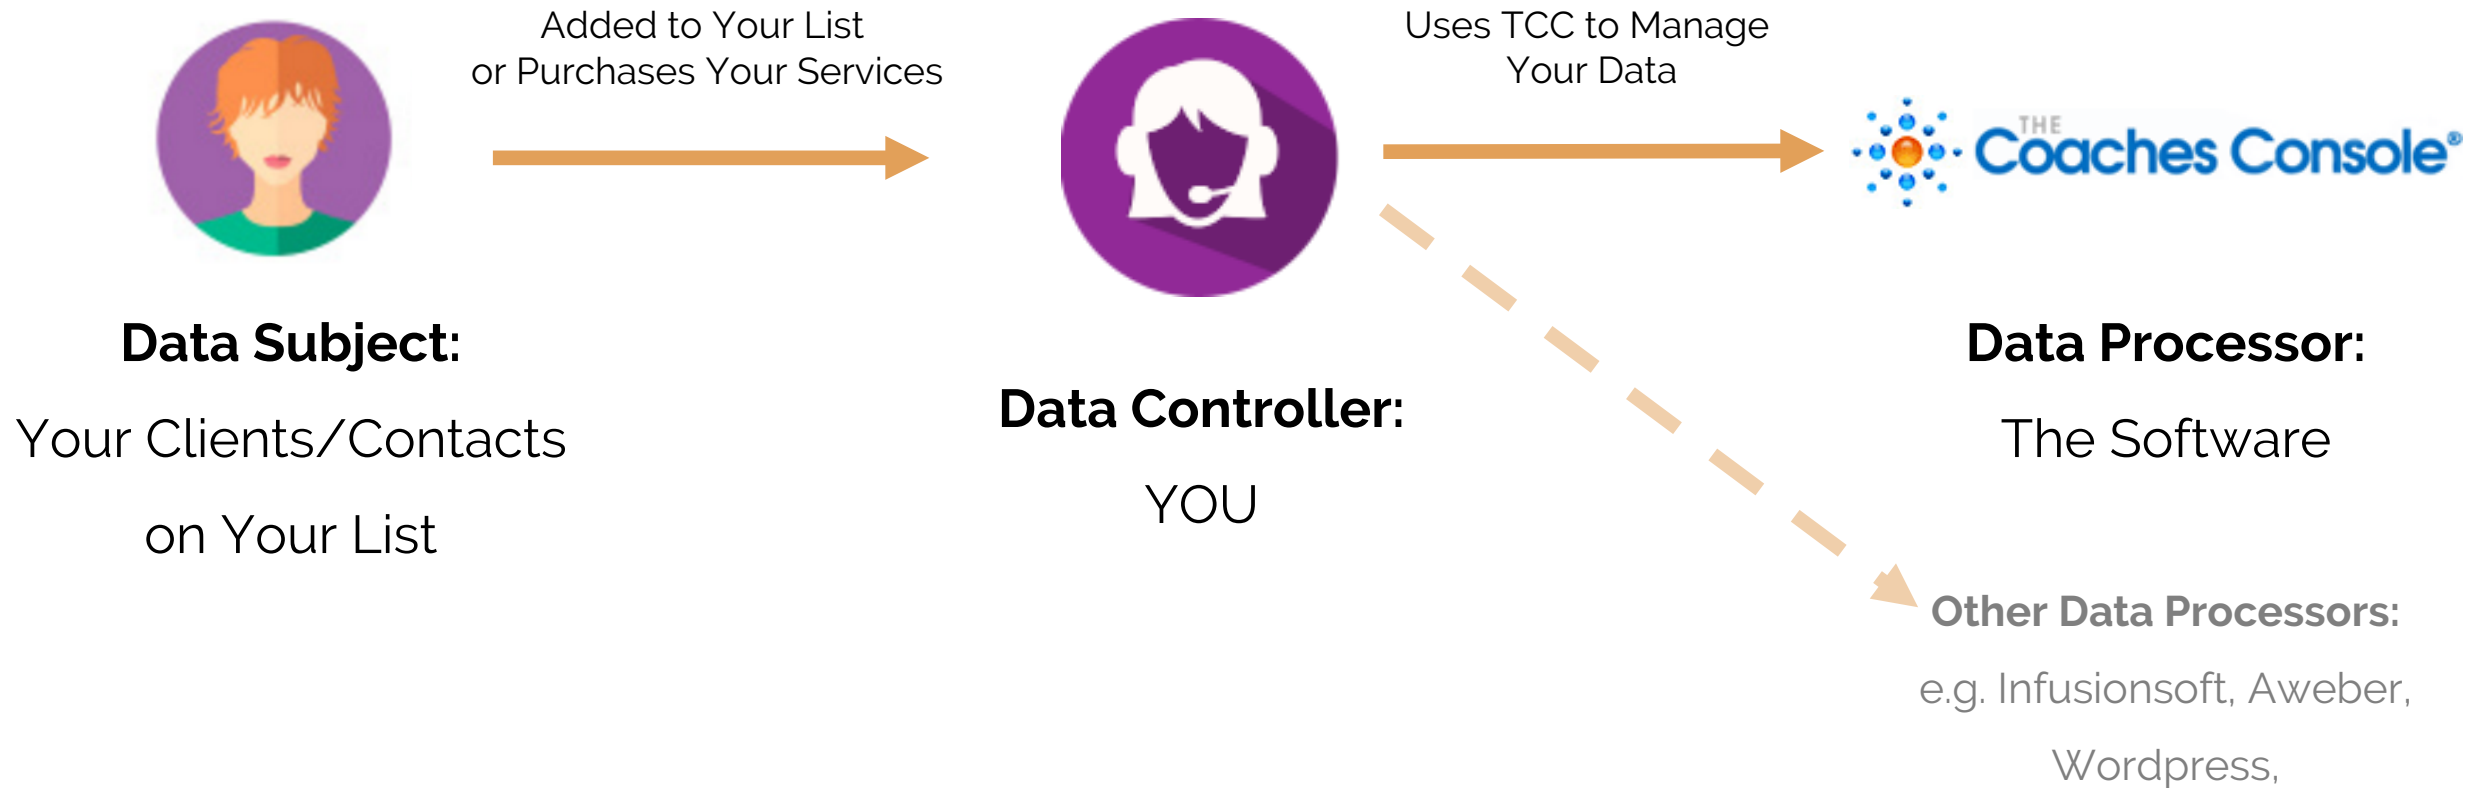 Added to Your List
or Purchases Your Services
Uses TCC to Manage
Your Data
THE
Coaches Console®
Data Subject:
Your Clients/Contacts
on Your List
Data Controller:
YOU
Data Processor:
The Software
Other Data Processors:
e.g. Infusionsoft, Aweber,
Wordpress,